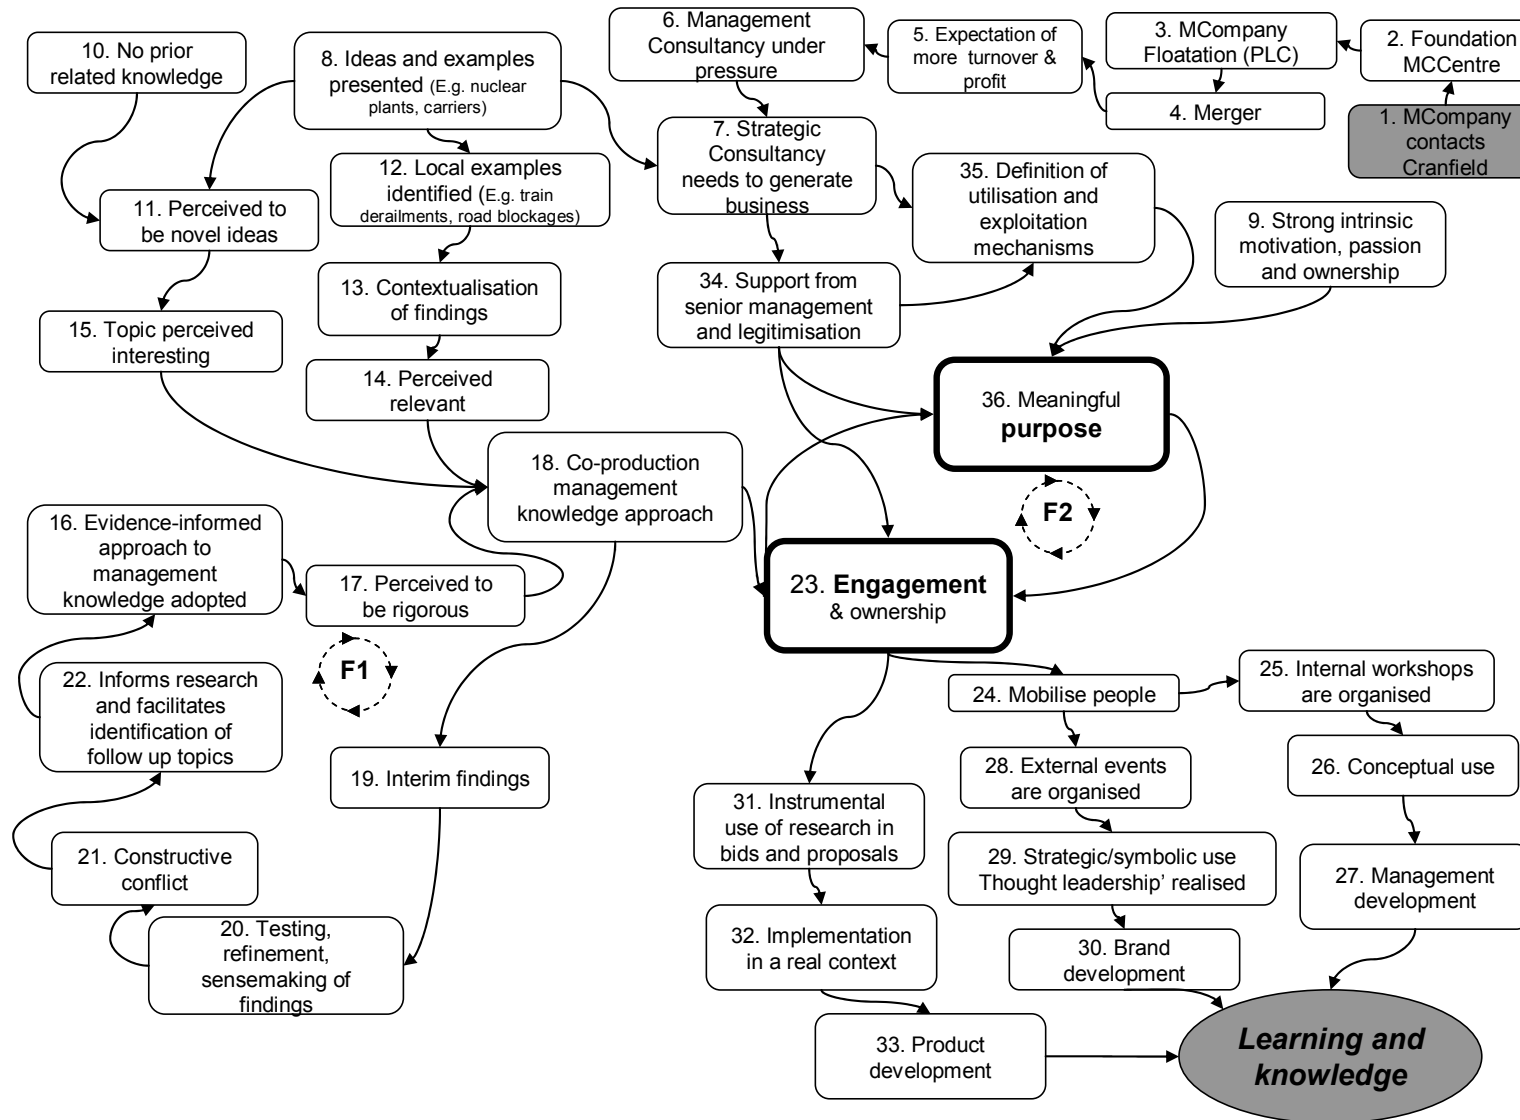 10. No prior
related knowledge
8. Ideas and examples
presented (E.g. nuclear
plants, carriers)
6. Management
Consultancy under
pressure
5. Expectation of
more turnover &
profit
3. MCompany
Floatation (PLC)
2. Foundation
MCCentre
4. Merger
1. MCompany
contacts
Cranfield
7. Strategic
Consultancy
needs to generate
business
12. Local examples
identified (E.g. train
derailments, road blockages)
35. Definition of
utilisation and
exploitation
mechanisms
11. Perceived to
be novel ideas
9. Strong intrinsic
motivation, passion
and ownership
13. Contextualisation
of findings
34. Support from
senior management
and legitimisation
15. Topic perceived
interesting
14. Perceived
relevant
36. Meaningful
purpose
18. Co-production
management
knowledge approach
F2
16. Evidence-informed
approach to
management
knowledge adopted
17. Perceived to
be rigorous
23. Engagement
& ownership
F1
22. Informs research
and facilitates
identification of
follow up topics
24. Mobilise people
25. Internal workshops
are organised
19. Interim findings
28. External events
are organised
26. Conceptual use
31. Instrumental
use of research in
bids and proposals
21. Constructive
conflict
29. Strategic/symbolic use
Thought leadership’ realised
27. Management
development
20. Testing,
refinement,
sensemaking of
findings
32. Implementation
in a real context
30. Brand
development
33. Product
development
Learning and
knowledge